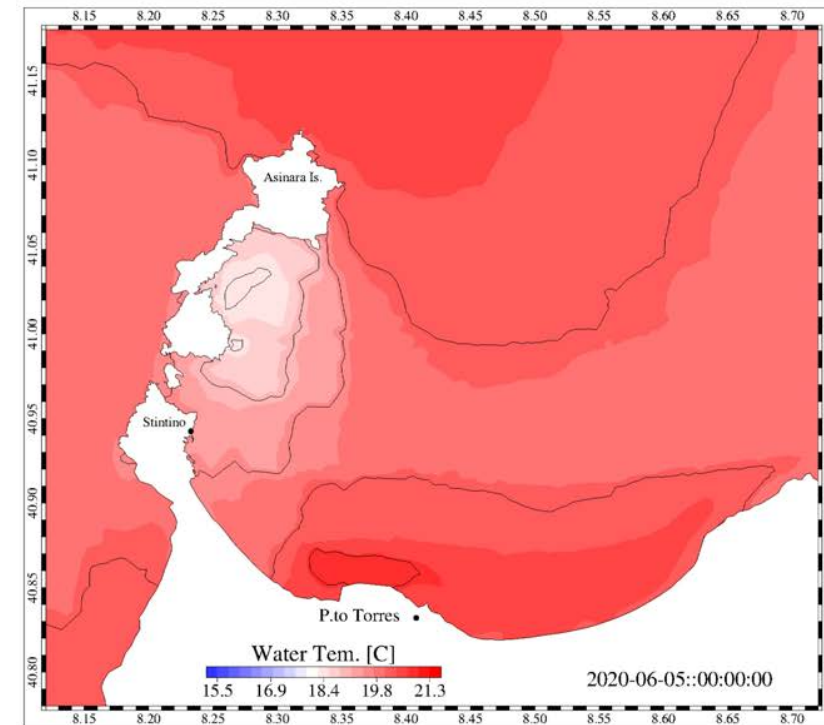 8.15 8.20 8.25 8.30 8.35 8.40 8.45 8.50 8.55 8.60 8.65 8.70
41.15
41.10
41.05
41.00
40.95
40.90
40.85
40.80
Asinara Is.
Stintino
P.to Torres
Water Tem. [C]
15.5 16.9 18.4 19.8 21.3
2020-06-05::00:00:00
8.15 8.20 8.25 8.30 8.35 8.40 8.45 8.50 8.55 8.60 8.65 8.70